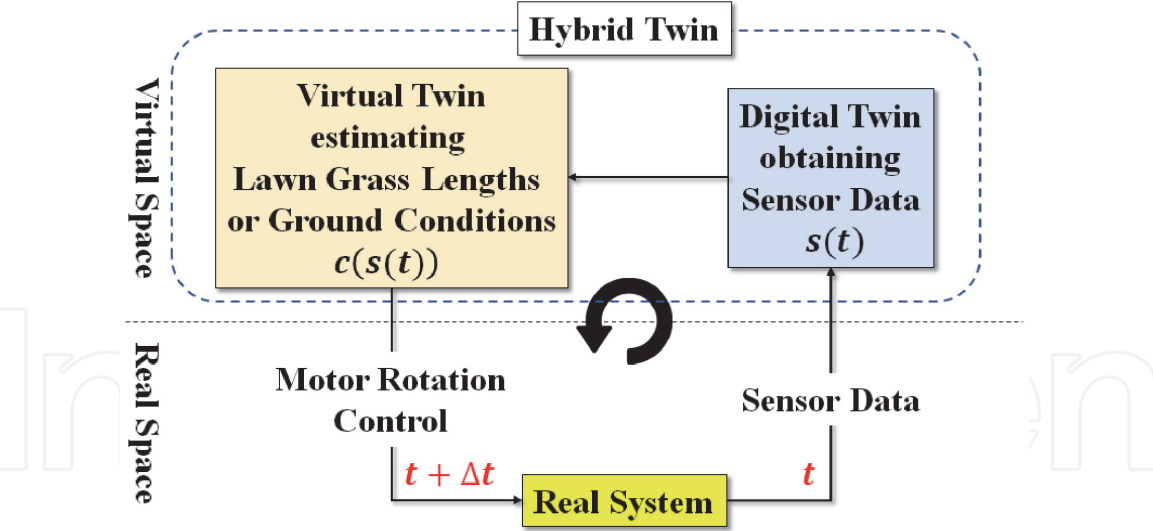 Hybrid Twin
Virtual Space
Virtual Twin
estimating
Lawn Grass Lengths
or Ground Conditions
c(s(t))
Digital Twin
obtaining
Sensor Data
s(t)
Real Space
Motor Rotation
Control
Sensor Data
t + Δt
Real System
t